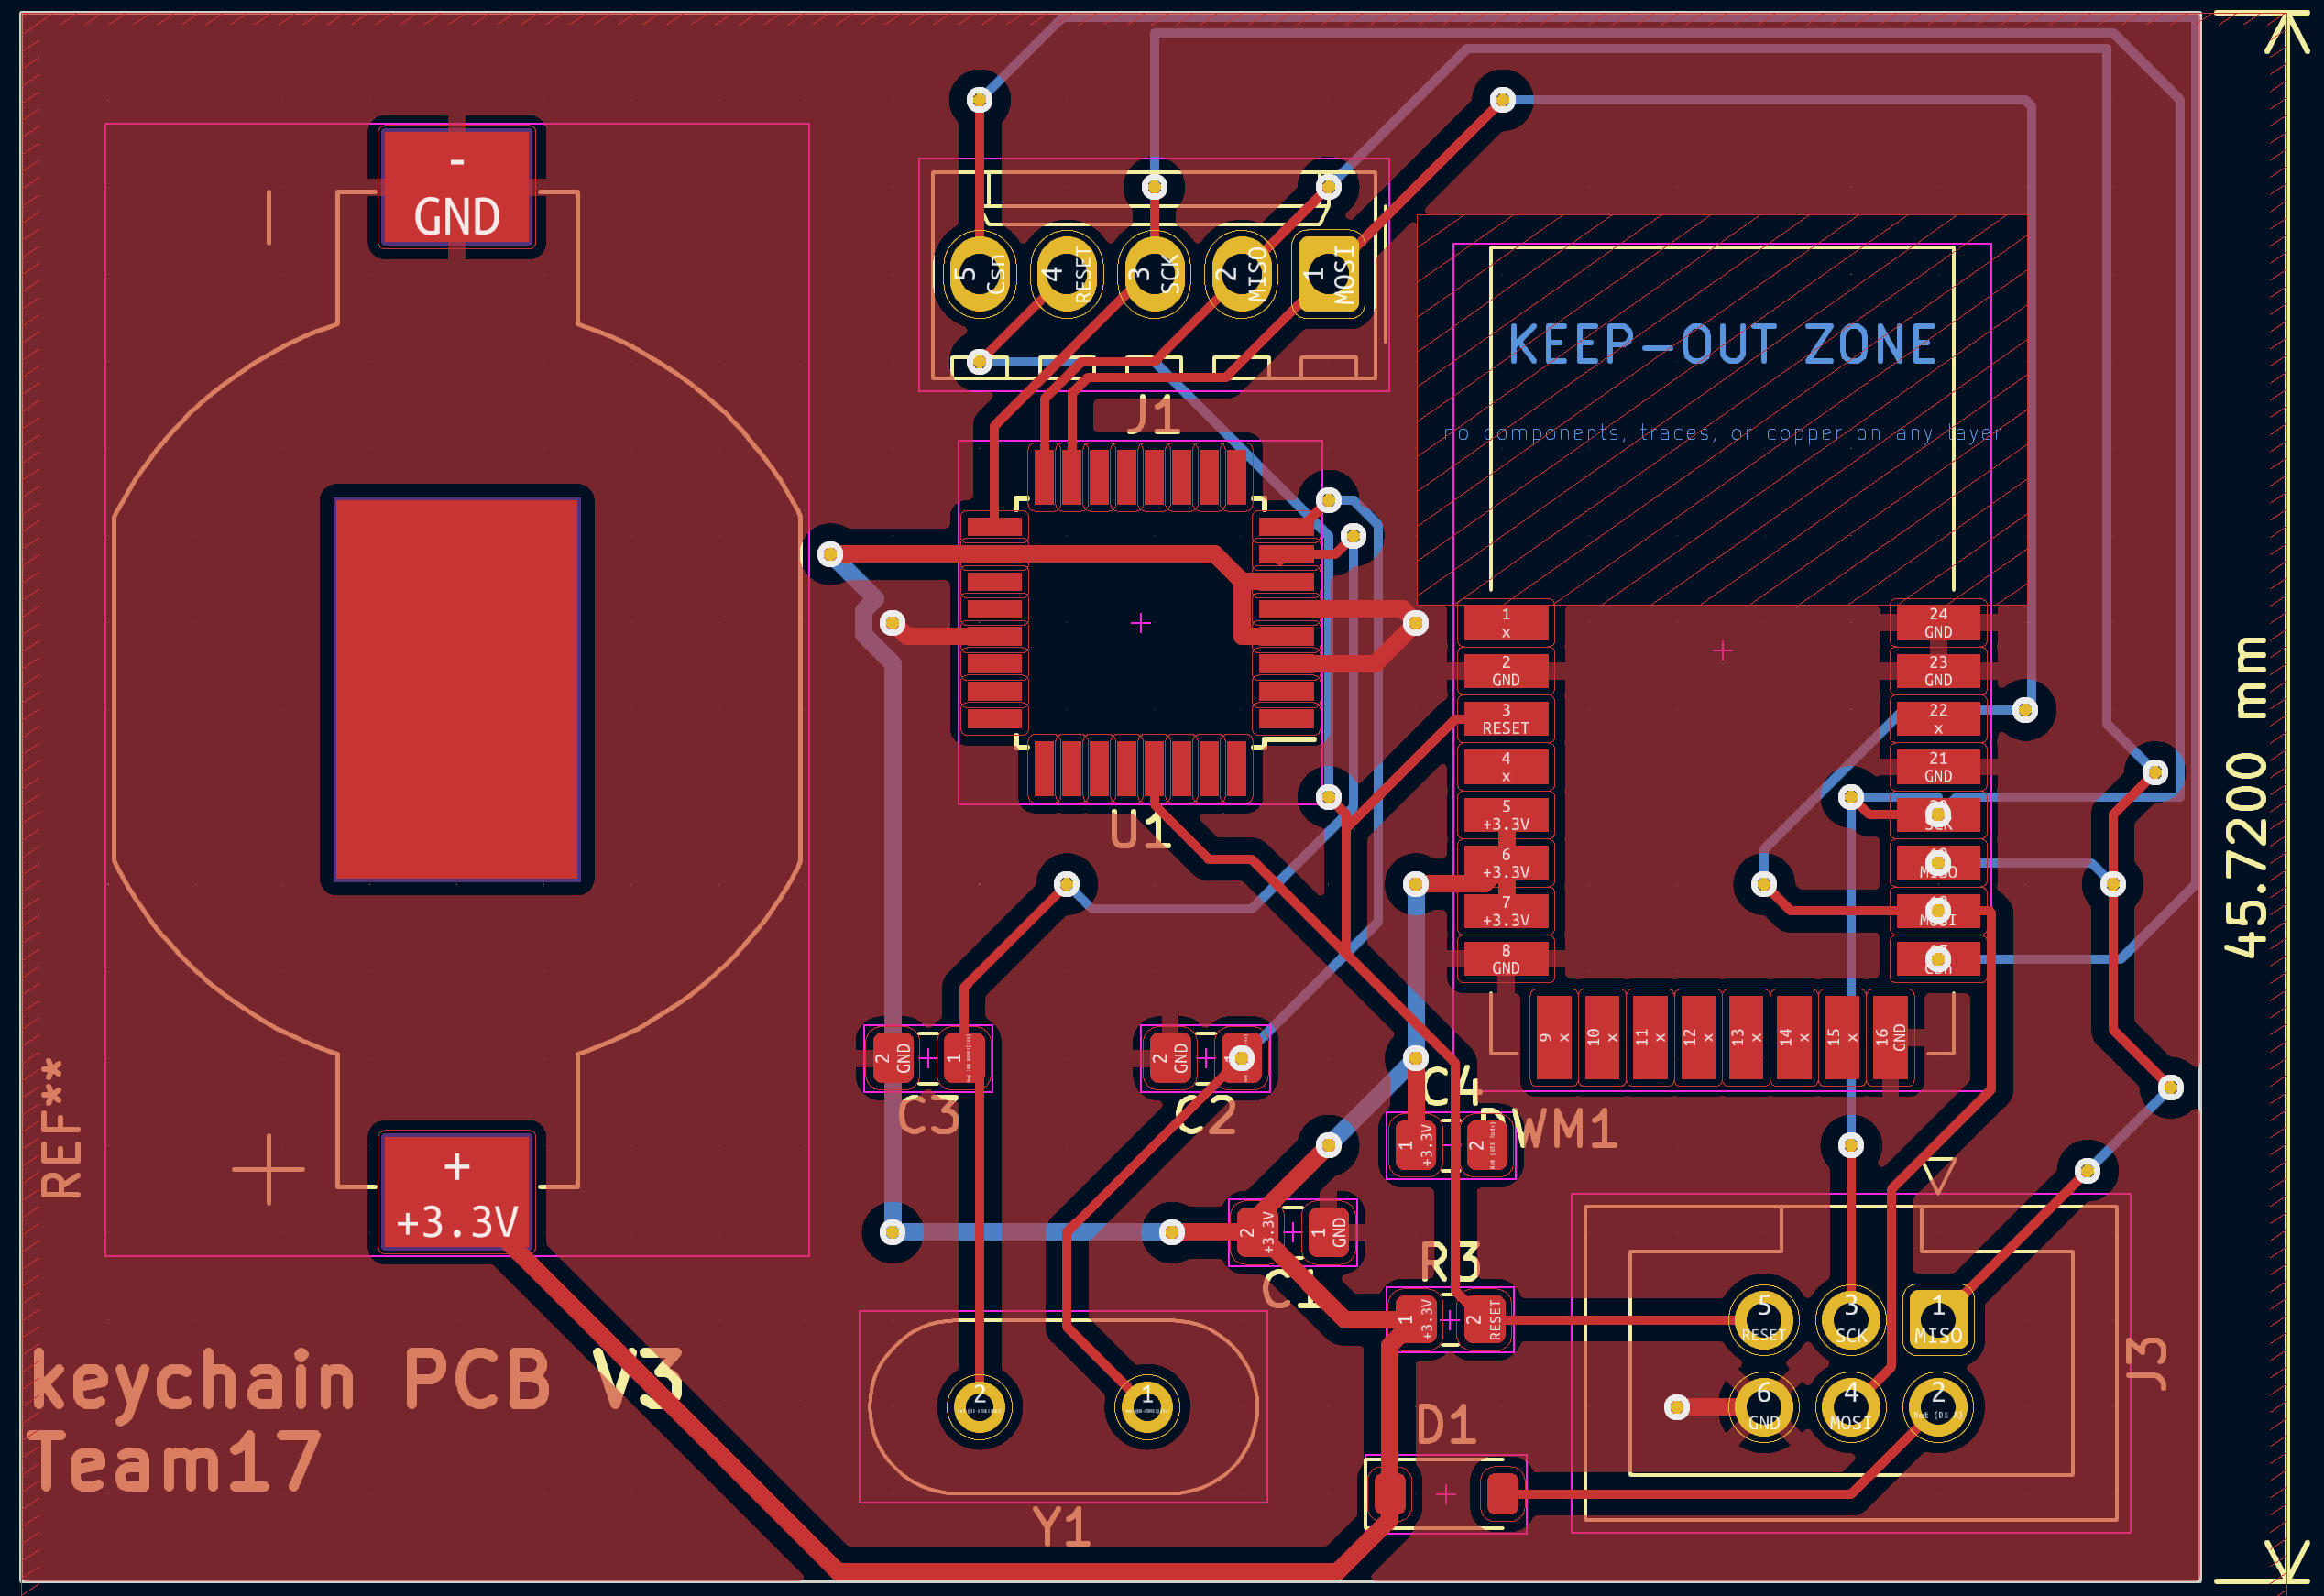 -
GND
5
Csn
4
RESET
3
SCK
2
MISO
1
MOSI
J1
KEEP-OUT ZONE
no components, traces, or copper on any layer
45.7200 mm
U1
1
x
2
GND
3
RESET
4
x
5
+3.3V
6
+3.3V
7
+3.3V
8
GND
24
GND
23
GND
22
x
21
GND
SCK
MISO
MOSI
Csn
9
x
10
x
11
x
12
x
13
x
14
x
15
x
16
GND
REF**
+
+3.3V
2
GND
1
C3
2
GND
C2
C4
1
+3.3V
2
WM1
2
+3.3V
1
GND
C1
R3
1
+3.3V
2
RESET
5
RESET
3
SCK
1
MISO
6
GND
4
MOSI
2
J3
keychain PCB V3
Team17
2
1
Y1
D1